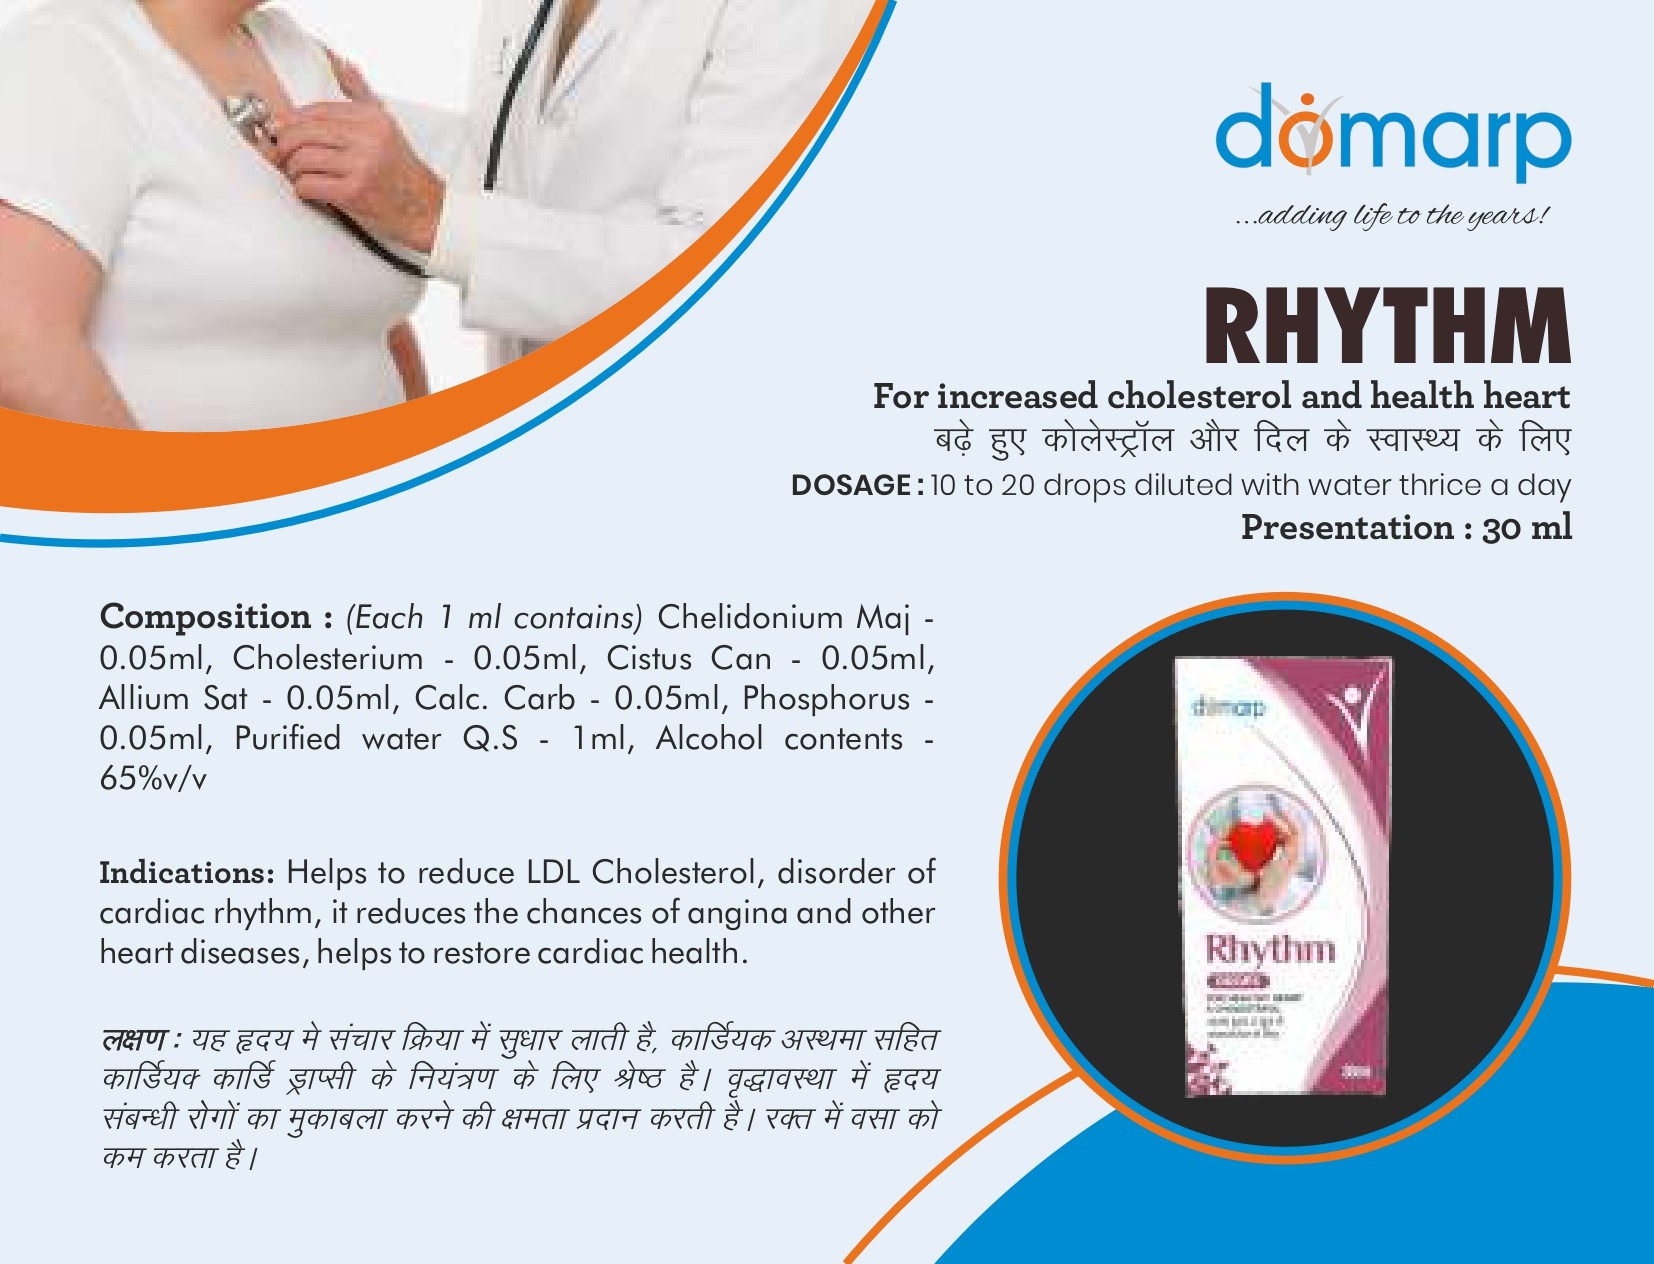 domarp
...adding life to the years!
RHYTHM
For increased cholesterol and health heart
बढ़े हुए कोलेस्ट्रॉल और दिल के स्वास्थ्य के लिए
DOSAGE : 10 to 20 drops diluted with water thrice a day
Presentation : 30 ml
Composition : (Each 1 ml contains) Chelidonium Maj -
0.05ml, Cholesterium - 0.05ml, Cistus Can - 0.05ml,
Allium Sat - 0.05ml, Calc. Carb - 0.05ml, Phosphorus -
0.05ml, Purified water Q.S - 1ml, Alcohol contents -
65%v/v
Indications: Helps to reduce LDL Cholesterol, disorder of
cardiac rhythm, it reduces the chances of angina and other
heart diseases, helps to restore cardiac health.
लक्षण : यह हृदय मे संचार क्रिया में सुधार लाती है, कार्डियक अस्थमा सहित
कार्डियक कार्डि ड्राप्सी के नियंत्रण के लिए श्रेष्ठ है। वृद्धावस्था में हृदय
संबन्धी रोगों का मुकाबला करने की क्षमता प्रदान करती है। रक्त में वसा को
कम करता है।
domarp
Rhythm